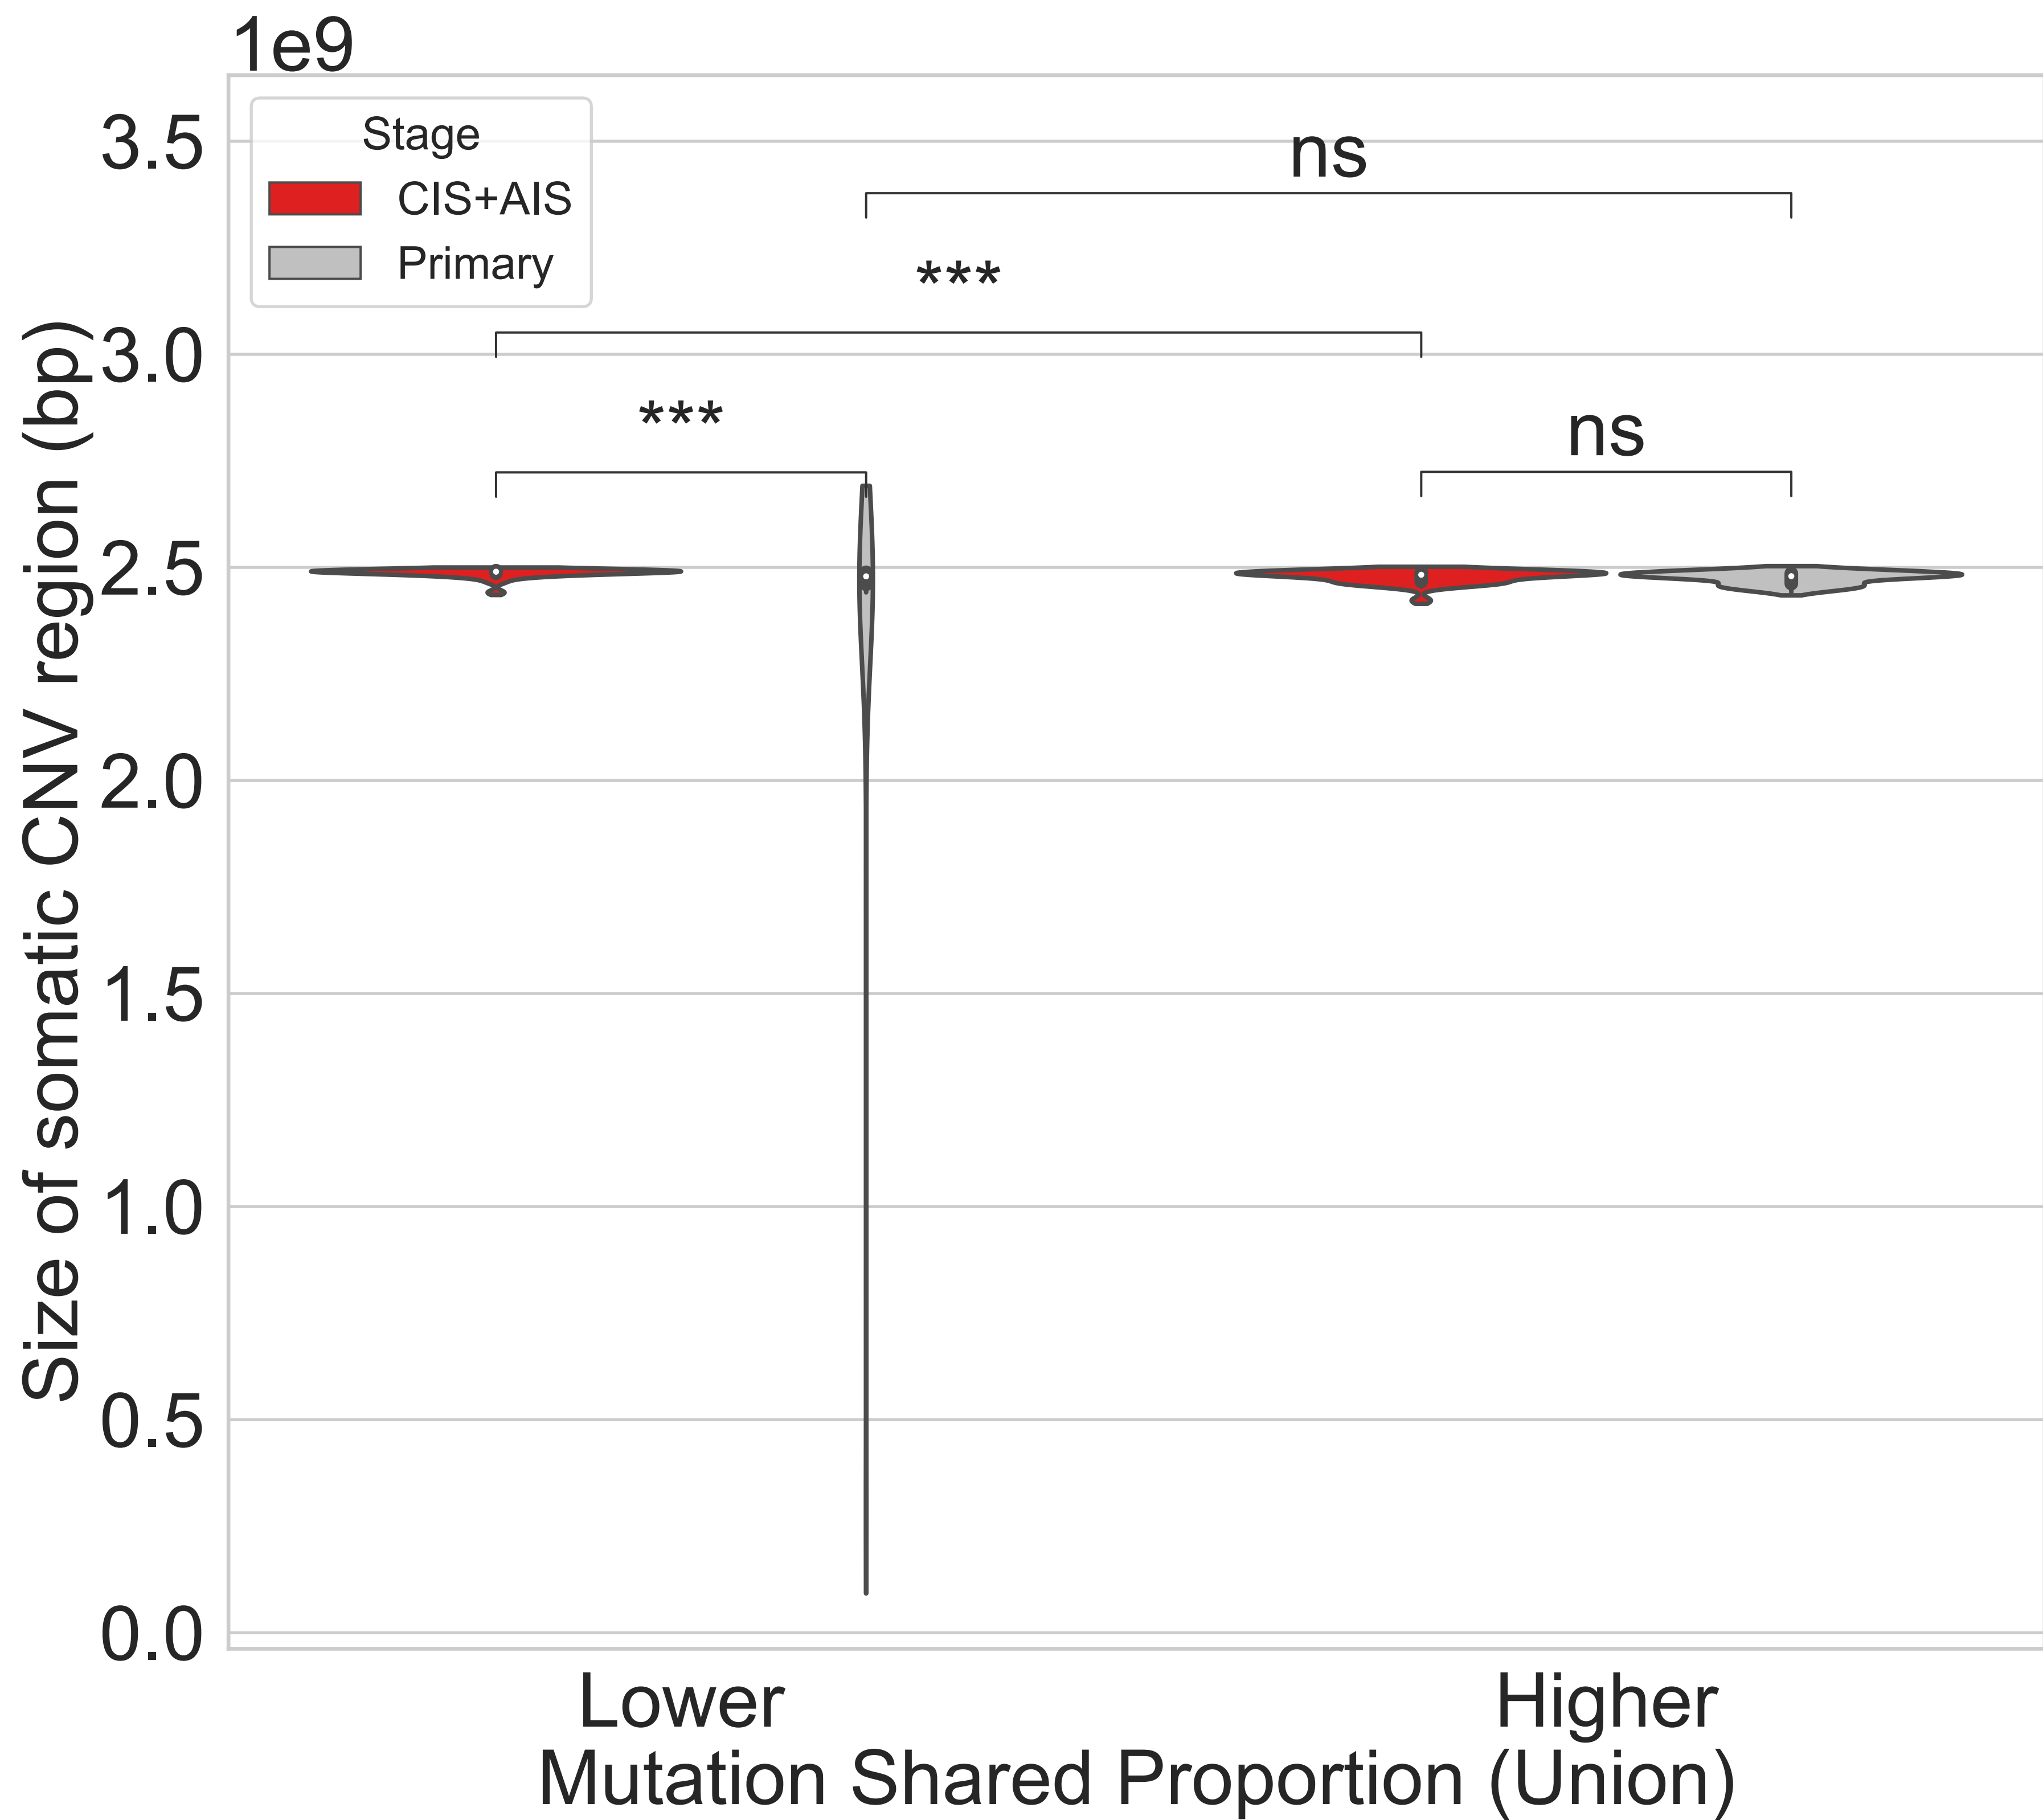 1e9
3.5
3.0
2.5
2.0
1.5
1.0
0.5
0.0
Size of somatic CNV region (bp)
Stage
CIS+AIS
Primary
ns
***
***
ns
Lower
Higher
Mutation Shared Proportion (Union)